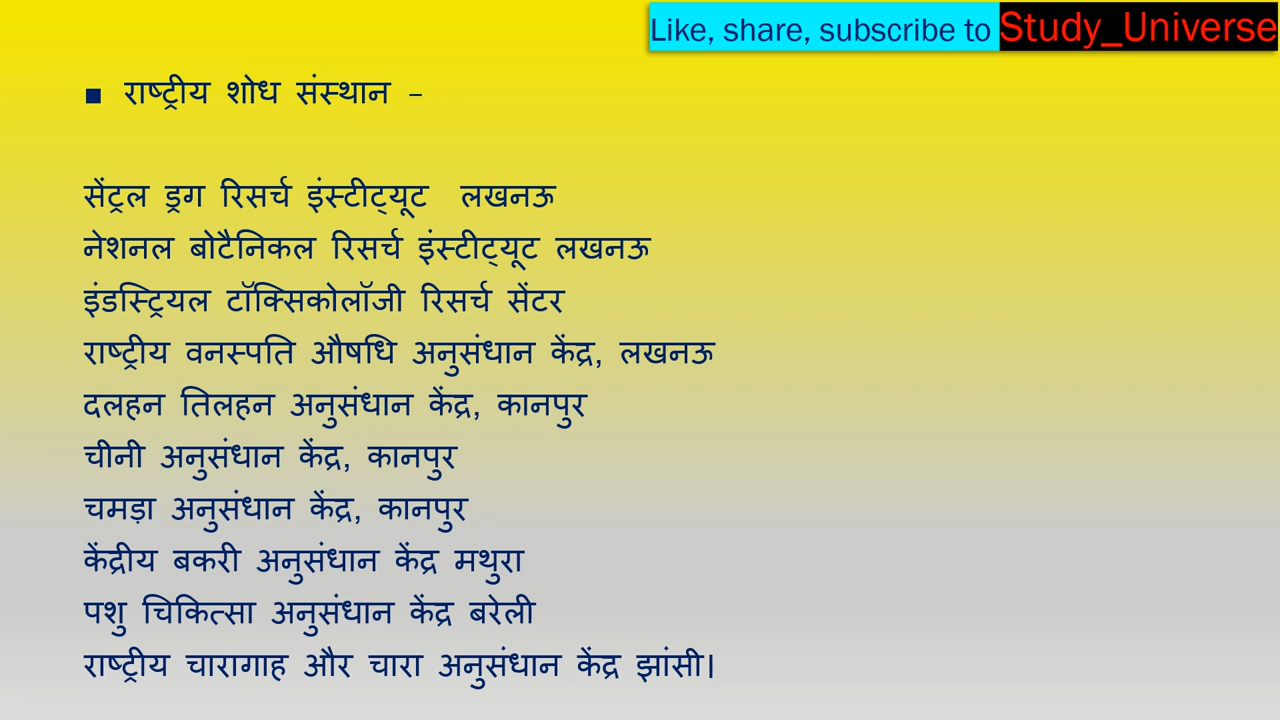 Like, share, subscribe to Study_Universe
▪ राष्ट्रीय शोध संस्थान –
सेंट्रल ड्रग रिसर्च इंस्टीट्यूट लखनऊ
नेशनल बोटैनिकल रिसर्च इंस्टीट्यूट लखनऊ
इंडस्ट्रियल टॉक्सिकोलॉजी रिसर्च सेंटर
राष्ट्रीय वनस्पति औषधि अनुसंधान केंद्र, लखनऊ
दलहन तिलहन अनुसंधान केंद्र, कानपुर
चीनी अनुसंधान केंद्र, कानपुर
चमड़ा अनुसंधान केंद्र, कानपुर
केंद्रीय बकरी अनुसंधान केंद्र मथुरा
पशु चिकित्सा अनुसंधान केंद्र बरेली
राष्ट्रीय चारागाह और चारा अनुसंधान केंद्र झांसी।